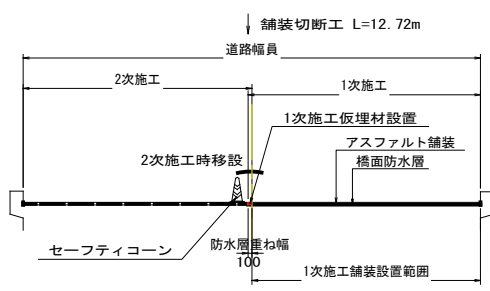 舗装切断工 L=12.72m
道路幅員
2次施工
1次施工
1次施工仮埋材設置
アスファルト舗装
2次施工時移設
橋面防水層
セーフティコーン
防水層重ね幅
100
1次施工舗装設置範囲